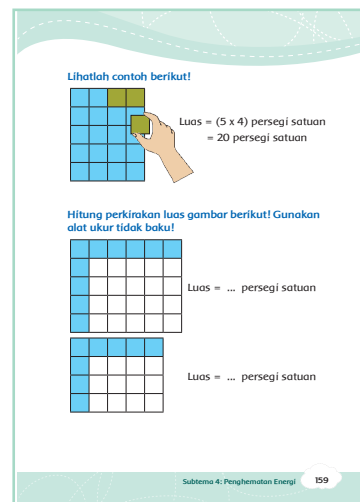 Lihatlah contoh berikut!
Luas = (5 x 4) persegi satuan
= 20 persegi satuan
Hitung perkirakan luas gambar berikut! Gunakan
alat ukur tidak baku!
Luas = ... persegi satuan
Luas = ... persegi satuan
Subtema 4: Penghematan Energi
159